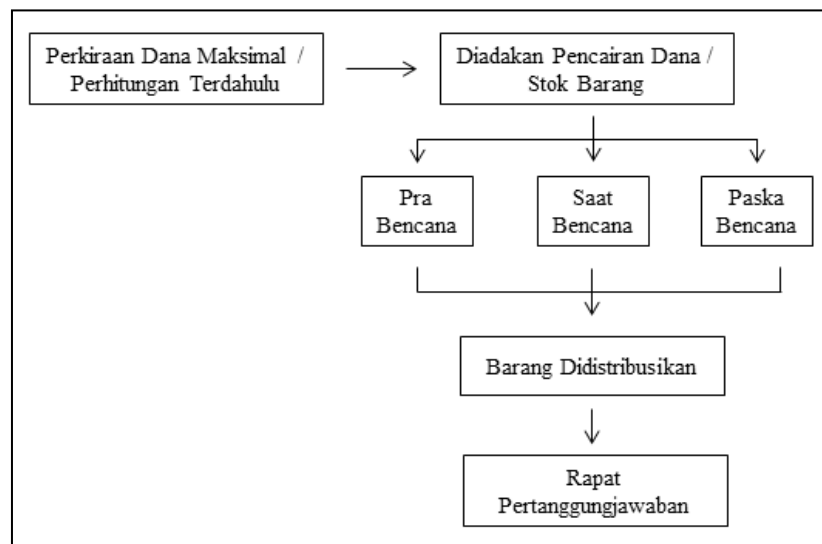 Perkiraan Dana Maksimal /
Perhitungan Terdahulu
Diadakan Pencairan Dana /
Stok Barang
Pra
Bencana
Saat
Bencana
Paska
Bencana
Barang Didistribusikan
Rapat
Pertanggungjawaban